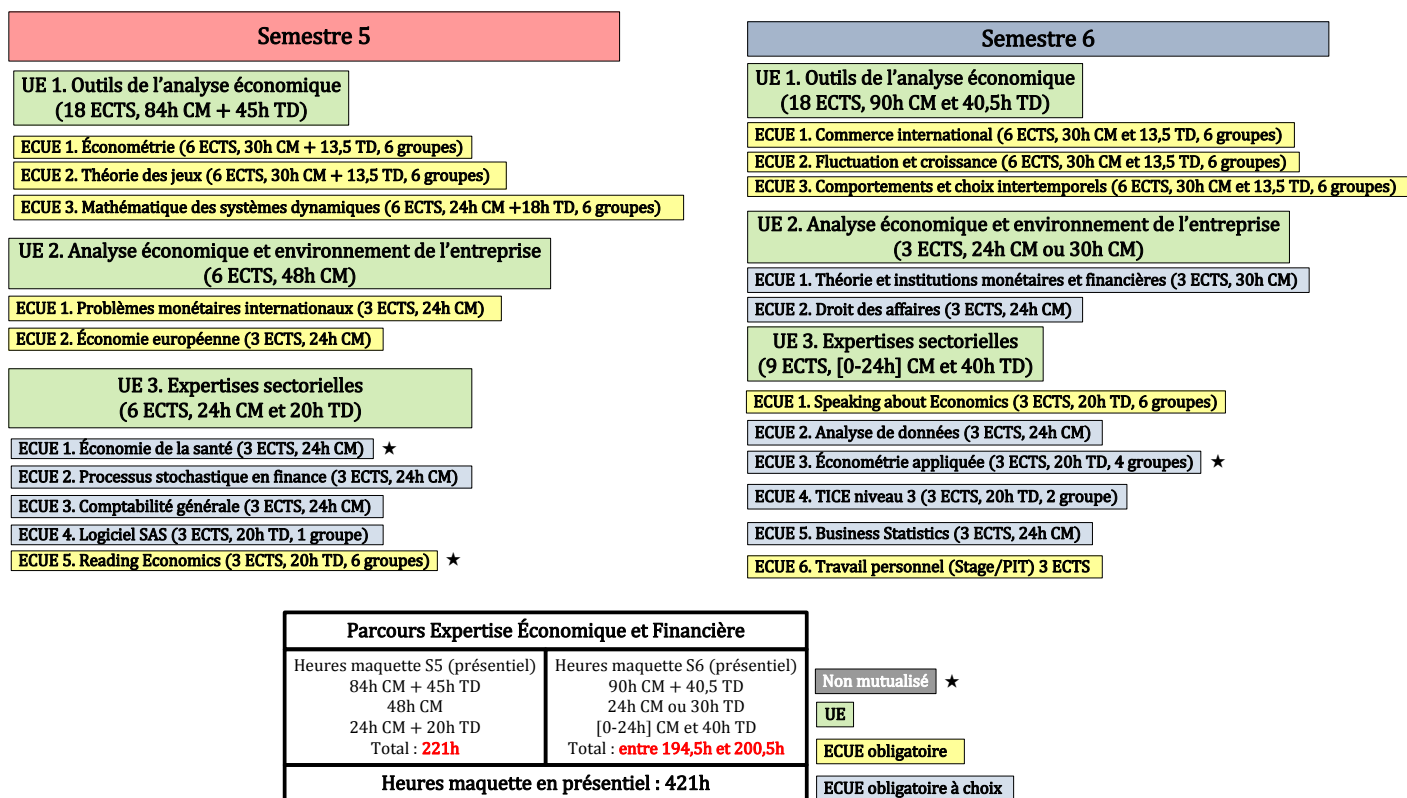 Semestre 5
UE 1. Outils de l'analyse économique
(18 ECTS, 84h CM + 45h TD)
ECUE 1. Économétrie (6 ECTS, 30h CM + 13,5 TD, 6 groupes)
ECUE 2. Théorie des jeux (6 ECTS, 30h CM + 13,5 TD, 6 groupes)
ECUE 3. Mathématique des systèmes dynamiques (6 ECTS, 24h CM +18h TD, 6 groupes)
UE 2. Analyse économique et environnement de l'entreprise
(6 ECTS, 48h CM)
ECUE 1. Problèmes monétaires internationaux (3 ECTS, 24h CM)
ECUE 2. Économie européenne (3 ECTS, 24h CM)
UE 3. Expertises sectorielles
(6 ECTS, 24h CM et 20h TD)
ECUE 1. Économie de la santé (3 ECTS, 24h CM) ★
ECUE 2. Processus stochastique en finance (3 ECTS, 24h CM)
ECUE 3. Comptabilité générale (3 ECTS, 24h CM)
ECUE 4. Logiciel SAS (3 ECTS, 20h TD, 1 groupe)
ECUE 5. Reading Economics (3 ECTS, 20h TD, 6 groupes) ★
Semestre 6
UE 1. Outils de l'analyse économique
(18 ECTS, 90h CM et 40,5h TD)
ECUE 1. Commerce international (6 ECTS, 30h CM et 13,5 TD, 6 groupes)
ECUE 2. Fluctuation et croissance (6 ECTS, 30h CM et 13,5 TD, 6 groupes)
ECUE 3. Comportements et choix intertemporels (6 ECTS, 30h CM et 13,5 TD, 6 groupes)
UE 2. Analyse économique et environnement de l'entreprise
(3 ECTS, 24h CM ou 30h CM)
ECUE 1. Théorie et institutions monétaires et financières (3 ECTS, 30h CM)
ECUE 2. Droit des affaires (3 ECTS, 24h CM)
UE 3. Expertises sectorielles
(9 ECTS, [0-24h] CM et 40h TD)
ECUE 1. Speaking about Economics (3 ECTS, 20h TD, 6 groupes)
ECUE 2. Analyse de données (3 ECTS, 24h CM)
ECUE 3. Économétrie appliquée (3 ECTS, 20h TD, 4 groupes) ★
ECUE 4. TICE niveau 3 (3 ECTS, 20h TD, 2 groupe)
ECUE 5. Business Statistics (3 ECTS, 24h CM)
ECUE 6. Travail personnel (Stage/PIT) 3 ECTS
Parcours Expertise Économique et Financière
Heures maquette S5 (présentiel)
84h CM + 45h TD
48h CM
24h CM + 20h TD
Total : 221h
Heures maquette S6 (présentiel)
90h CM + 40,5 TD
24h CM ou 30h TD
[0-24h] CM et 40h TD
Total : entre 194,5h et 200,5h
Heures maquette en présentiel : 421h
Non mutualisé ★
UE
ECUE obligatoire
ECUE obligatoire à choix